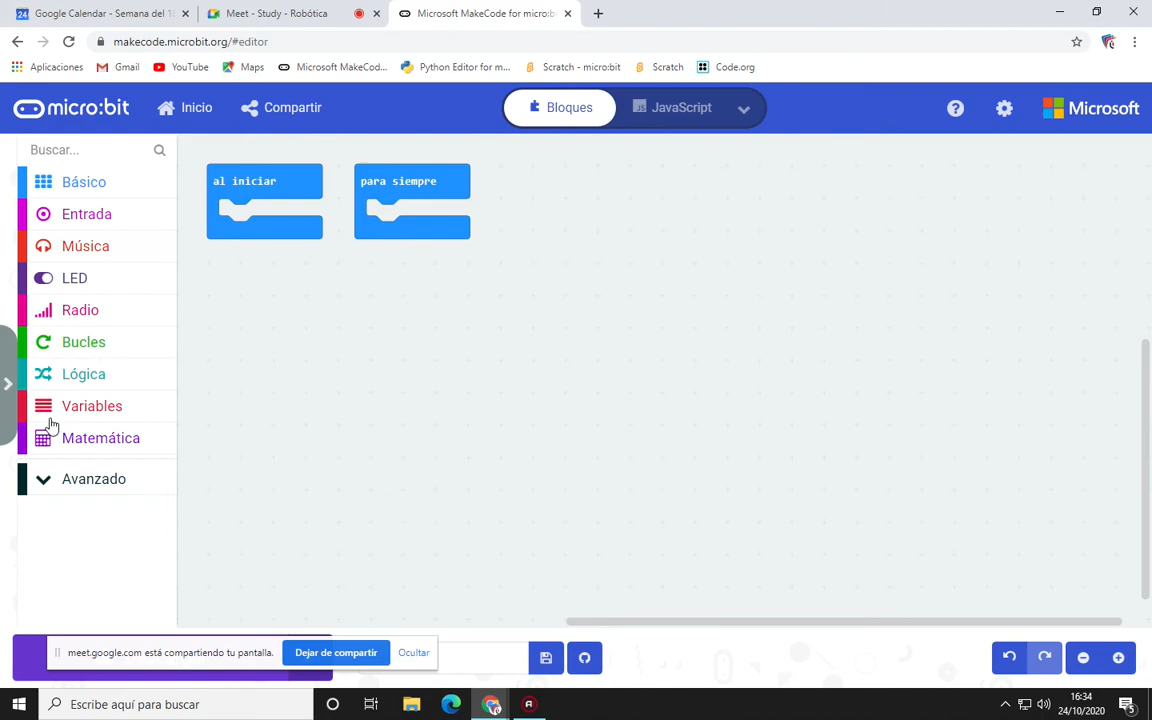 Google Calendar - Semana del 18
Meet - Study - Robótica
Microsoft MakeCode for micro:b
makecode.microbit.org/#editor
Aplicaciones
Gmail
YouTube
Maps
Microsoft MakeCod...
Python Editor for m...
Scratch - micro:bit
Scratch
Code.org
micro:bit
Inicio
Compartir
Bloques
JavaScript
Microsoft
Buscar...
Básico
Entrada
Música
LED
Radio
Bucles
Lógica
Variables
Matemática
Avanzado
al iniciar
para siempre
meet.google.com está compartiendo tu pantalla.
Dejar de compartir
Ocultar
Escribe aquí para buscar
16:34
24/10/2020
5